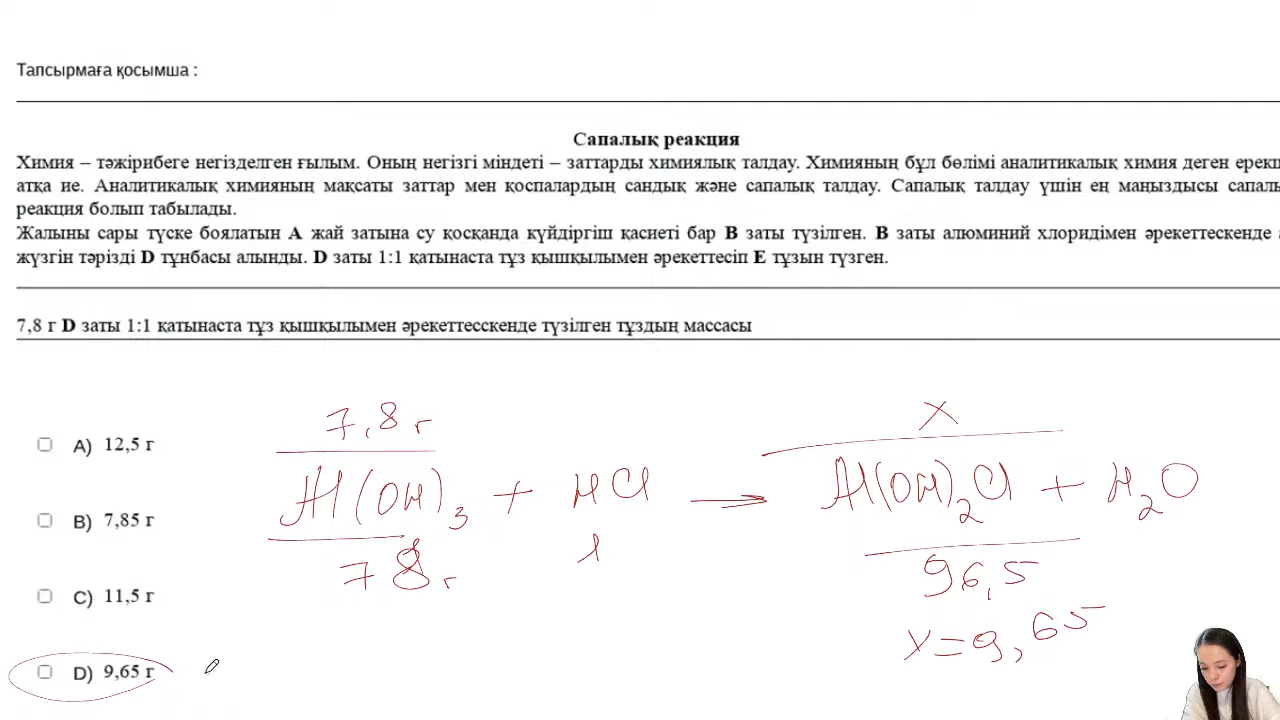 Тапсырмаға қосымша :
Сапалық реакция
Химия – тәжірибеге негізделген ғылым. Оның негізгі міндеті – заттарды химиялық талдау. Химияның бұл бөлімі аналитикалық химия деген
атқа ие. Аналитикалық химияның мақсаты заттар мен қоспалардың сандық және сапалық талдау. Сапалық талдау үшін ең маңыздысы
реакция болып табылады.
Жалыны сары түске боялатын А жай затына су қосқанда күйдіргіш қасиеті бар В заты түзілген. В заты алюминий хлоридімен әрекеттескенде
жүзгін тәрізді D тұнбасы алынды. D заты 1:1 қатынаста тұз қышқылымен әрекеттесіп Е тұзын түзген.
7,8 г D заты 1:1 қатынаста тұз қышқылымен әрекеттесскенде түзілген тұздың массасы
7,8 г X
A) 12,5 г
Al(OH)3 + HCl → Al(OH)2Cl + H2O
B) 7,85 г
78 г 1 96,5
C) 11,5 г
x = 9,65
D) 9,65 г